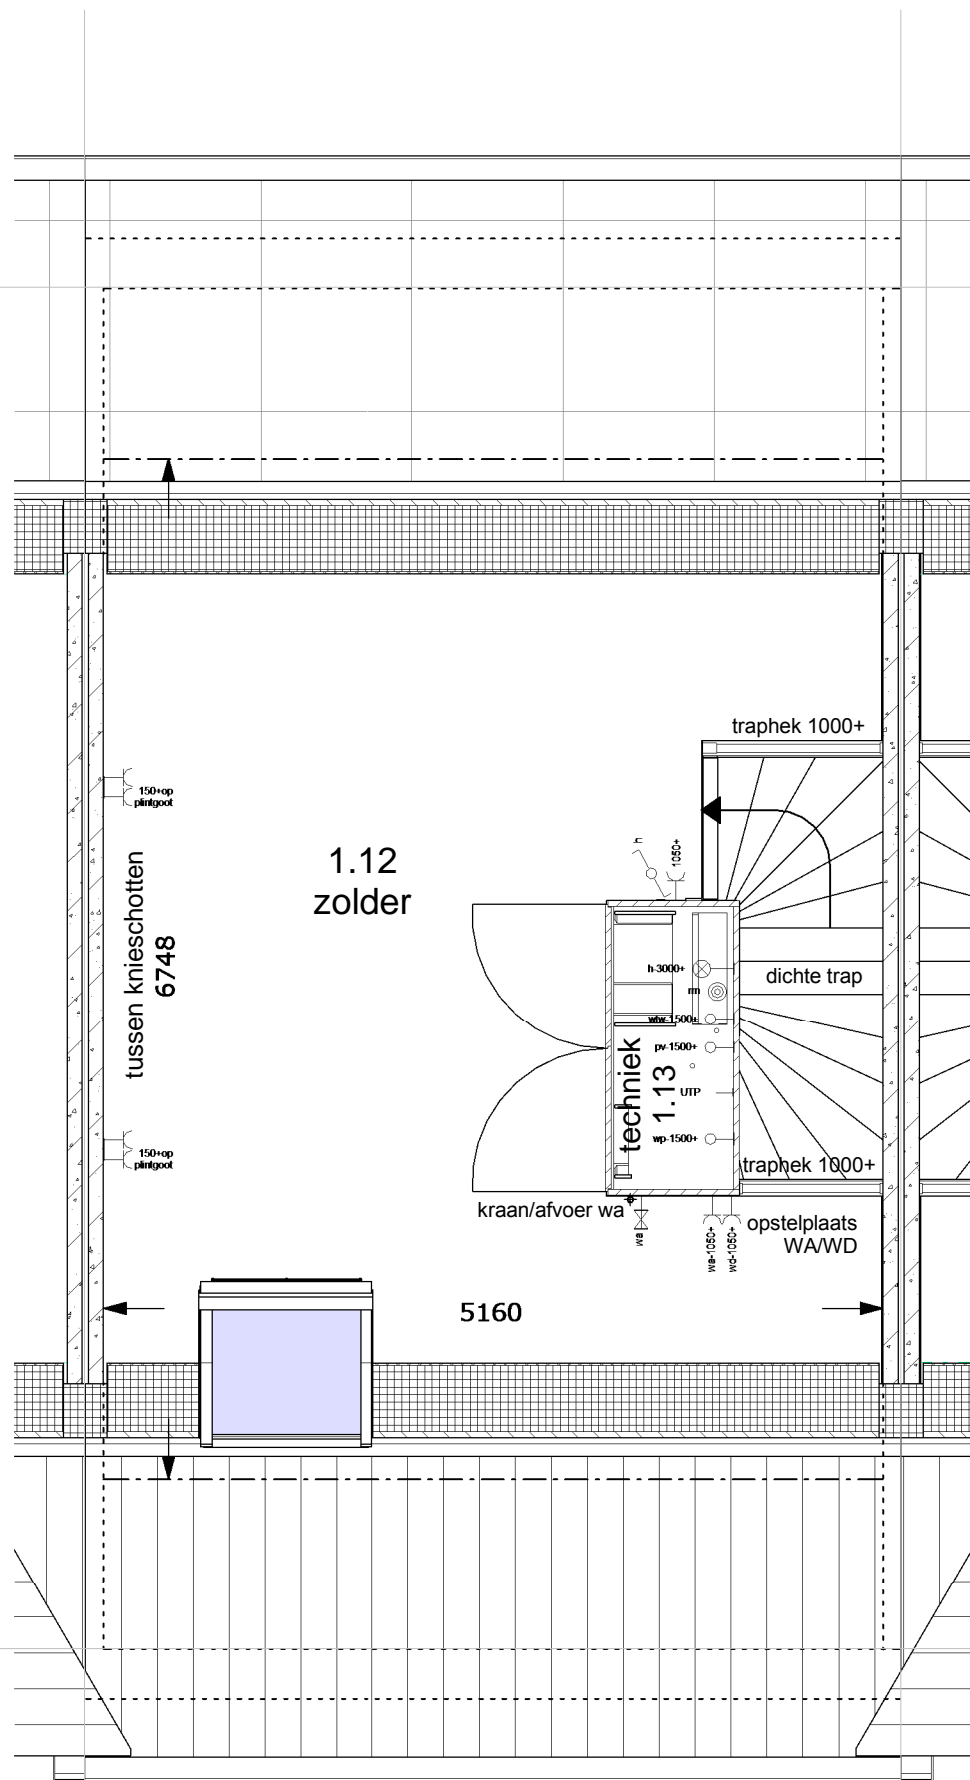 traphek 1000+
150+op
plintgoot
tussen knieschotten
6748
1.12
zolder
h
1050+
h-3000+
rm
wtw-1500+
pv-1500+
UTP
wp-1500+
techniek
1.13
dichte trap
150+op
plintgoot
traphek 1000+
kraan/afvoer wa
wa
wa-1050+
wd-1050+
opstelplaats
WA/WD
5160